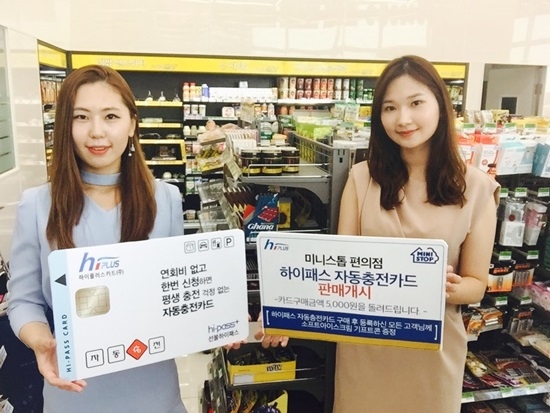 hi PLUS
하이플러스카드(주)
P
연회비 없고
한번 신청하면
평생 충전 걱정 없는
자동충전카드
hi-pass+
선불하이패스
HI-PASS CARD
자동충전
Ghana
hi PLUS
미니스톱 편의점
MINI STOP
하이패스 자동충전카드
판매개시
-카드구매금액 5,000원을 돌려드립니다.-
하이패스 자동충전카드 구매 후 등록하신 모든 고객님께
소프트아이스크림 기프트콘 증정